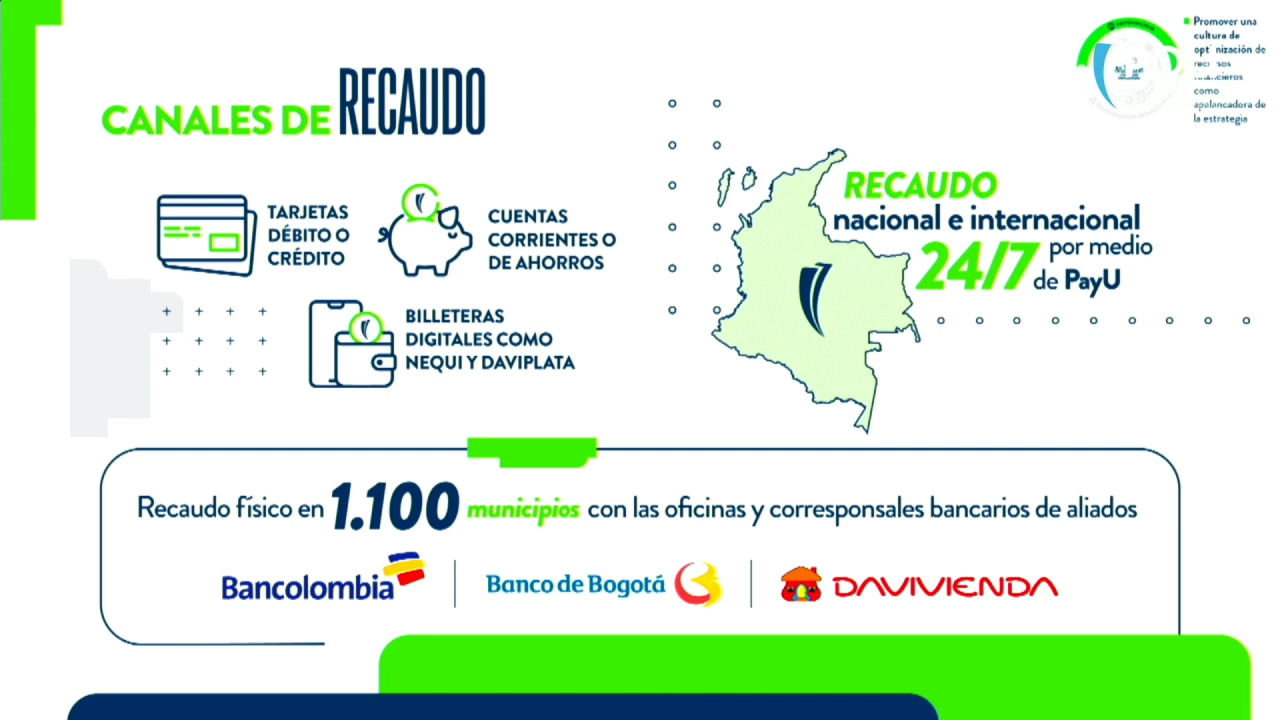 CANALES DE RECAUDO
TARJETAS
DÉBITO O
CRÉDITO
CUENTAS
CORRIENTES O
DE AHORROS
BILLETERAS
DIGITALES COMO
NEQUI Y DAVIPLATA
Promover una
cultura de
de
como
apalancadora de
la estrategia
RECAUDO
nacional e internacional
24/7 por medio
de PayU
Recaudo físico en 1.100 municipios con las oficinas y corresponsales bancarios de aliados
Bancolombia
Banco de Bogotá
DAVIVIENDA